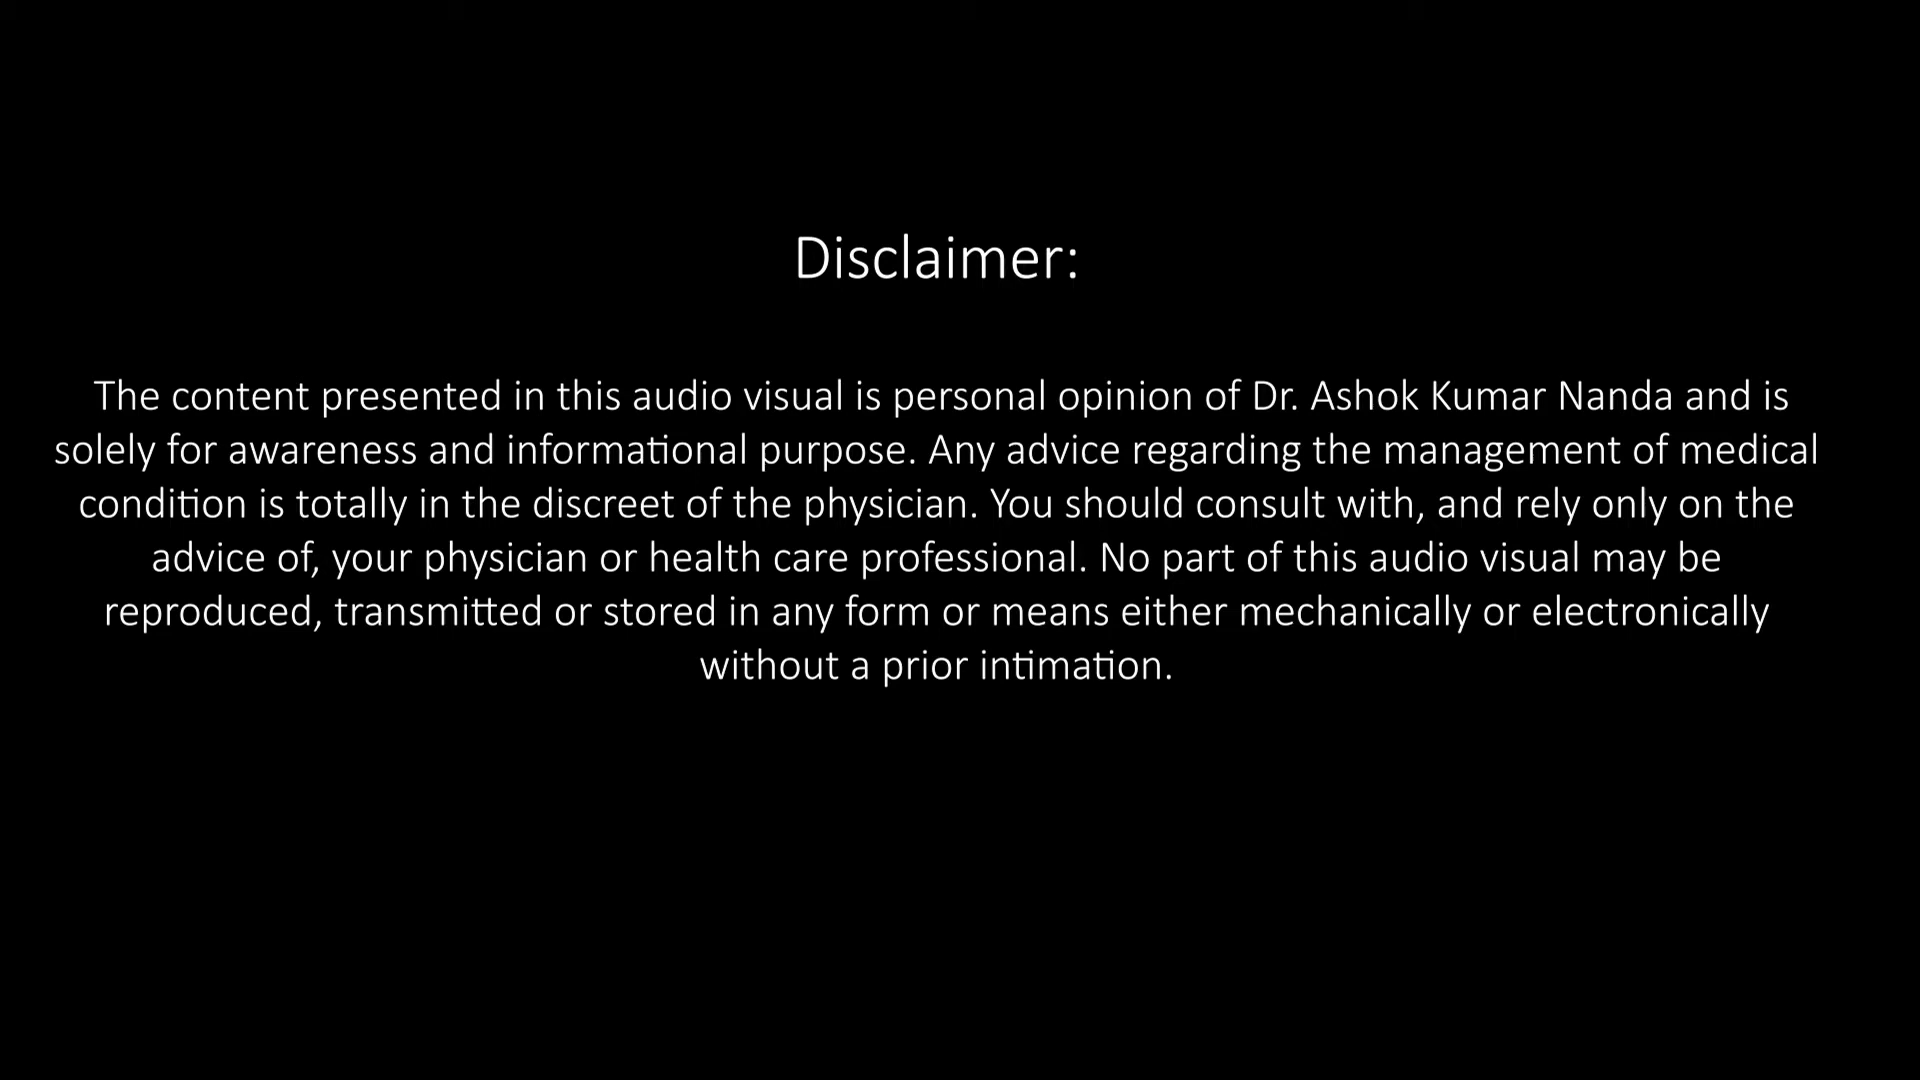 Disclaimer:
The content presented in this audio visual is personal opinion of Dr. Ashok Kumar Nanda and is
solely for awareness and informational purpose. Any advice regarding the management of medical
condition is totally in the discreet of the physician. You should consult with, and rely only on the
advice of, your physician or health care professional. No part of this audio visual may be
reproduced, transmitted or stored in any form or means either mechanically or electronically
without a prior intimation.